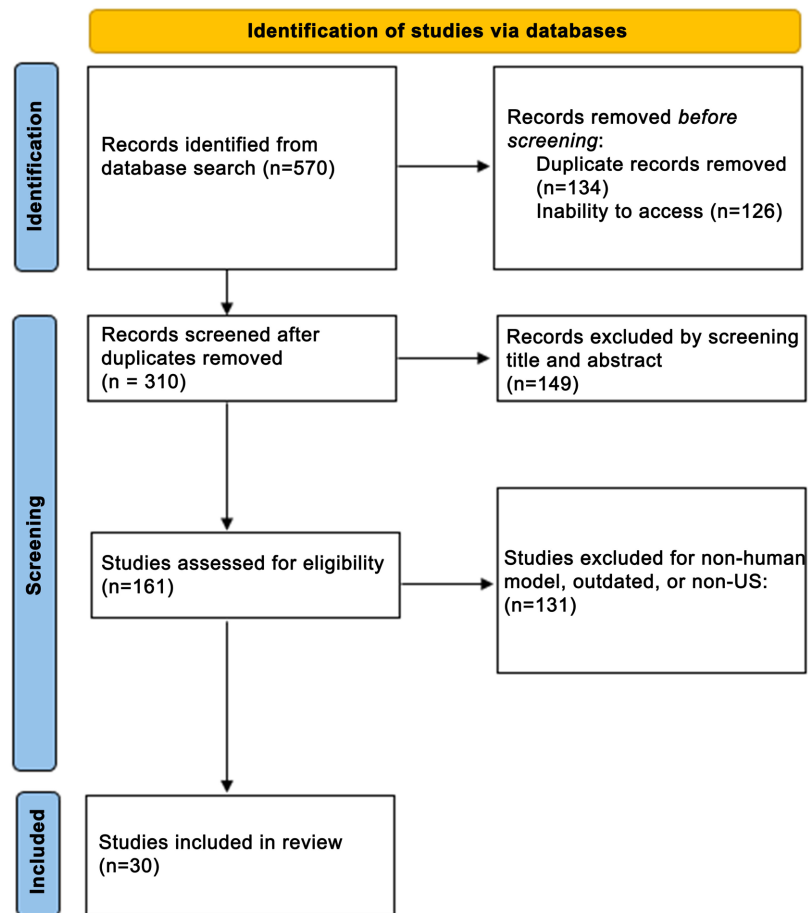 Identification of studies via databases
Identification
Records identified from
database search (n=570)
Records removed before
screening:
Duplicate records removed
(n=134)
Inability to access (n=126)
Screening
Records screened after
duplicates removed
(n = 310)
Records excluded by screening
title and abstract
(n=149)
Studies assessed for eligibility
(n=161)
Studies excluded for non-human
model, outdated, or non-US:
(n=131)
Included
Studies included in review
(n=30)